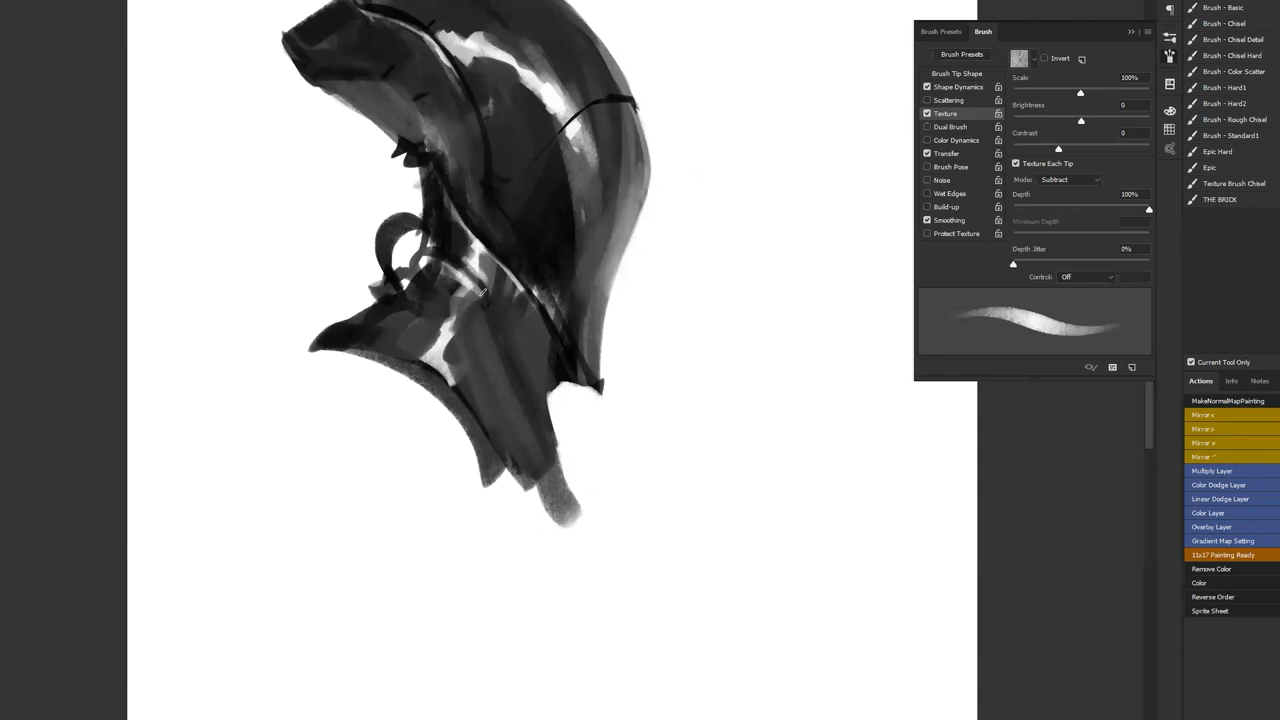 Brush Presets
Brush
Brush Presets
Invert
Brush Tip Shape
Shape Dynamics
Scattering
Texture
Dual Brush
Color Dynamics
Transfer
Brush Pose
Noise
Wet Edges
Build-up
Smoothing
Protect Texture
Scale
100%
Brightness
0
Contrast
0
Texture Each Tip
Mode:
Subtract
Depth
100%
Minimum Depth
Depth Jitter
0%
Control:
Off
Brush - Basic
Brush - Chisel
Brush - Chisel Detail
Brush - Chisel Hard
Brush - Color Scatter
Brush - Hard1
Brush - Hard2
Brush - Rough Chisel
Brush - Standard1
Epic Hard
Epic
Texture Brush Chisel
THE BRICK
Current Tool Only
Actions
Info
Notes
MakeNormalMapPainting
Mirror <
Mirror >
Mirror v
Mirror ^
Multiply Layer
Color Dodge Layer
Linear Dodge Layer
Color Layer
Overlay Layer
Gradient Map Setting
11x17 Painting Ready
Remove Color
Color
Reverse Order
Sprite Sheet